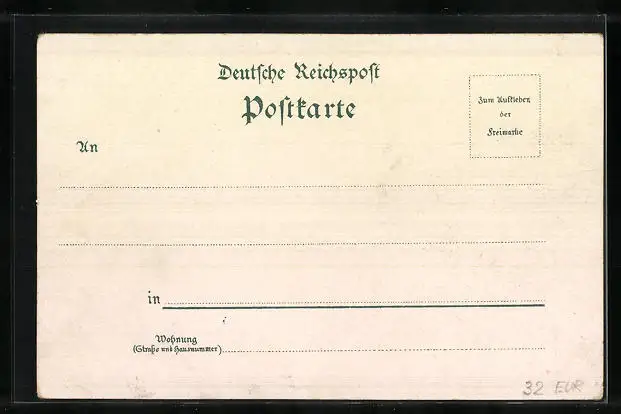 Deutsche Reichspost
Postkarte
Zum Aufkleben
der
Freimarke
An
in
Wohnung
(Straße und Hausnummer)
32 EUR